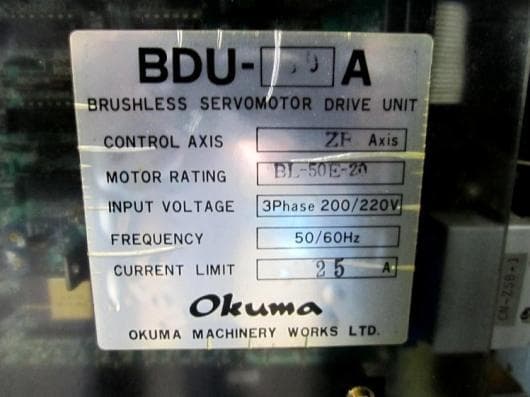 BDU- A
BRUSHLESS SERVOMOTOR DRIVE UNIT
CONTROL AXIS Axis
MOTOR RATING BL-50E-20
INPUT VOLTAGE 3Phase 200/220V
FREQUENCY 50/60Hz
CURRENT LIMIT 25 A
Okuma
OKUMA MACHINERY WORKS LTD.